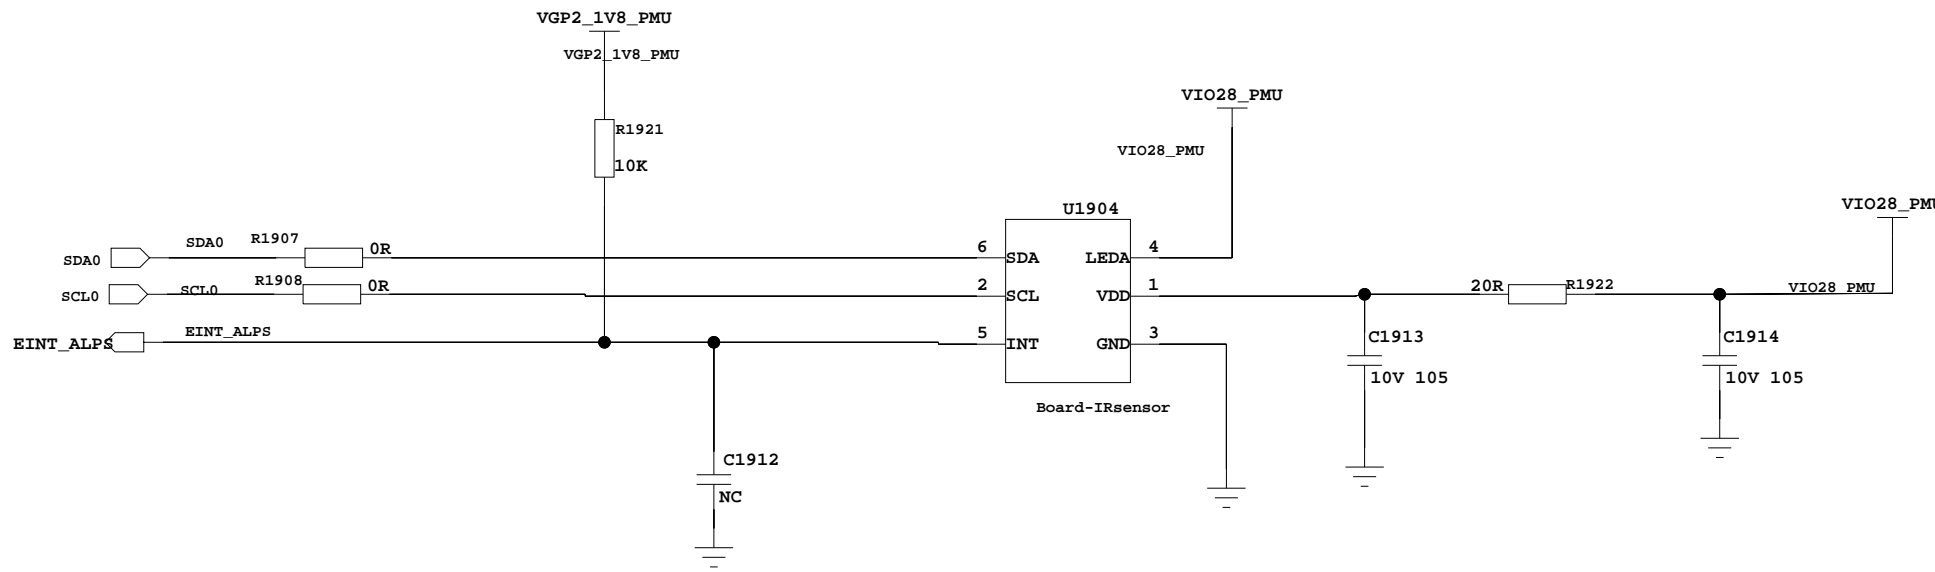 VGP2_1V8_PMU
VGP2_1V8_PMU
VIO28_PMU
R1921
VIO28_PMU
10K
VIO28_PMU
U1904
SDA0
SDA0
R1907
0R
6
SDA
LEDA
4
SCL0
SCL0
R1908
0R
2
SCL
VDD
1
20R
R1922
VIO28_PMU
EINT_ALPS
EINT_ALPS
5
INT
GND
3
C1913
C1914
10V 105
10V 105
Board-IRsensor
C1912
NC